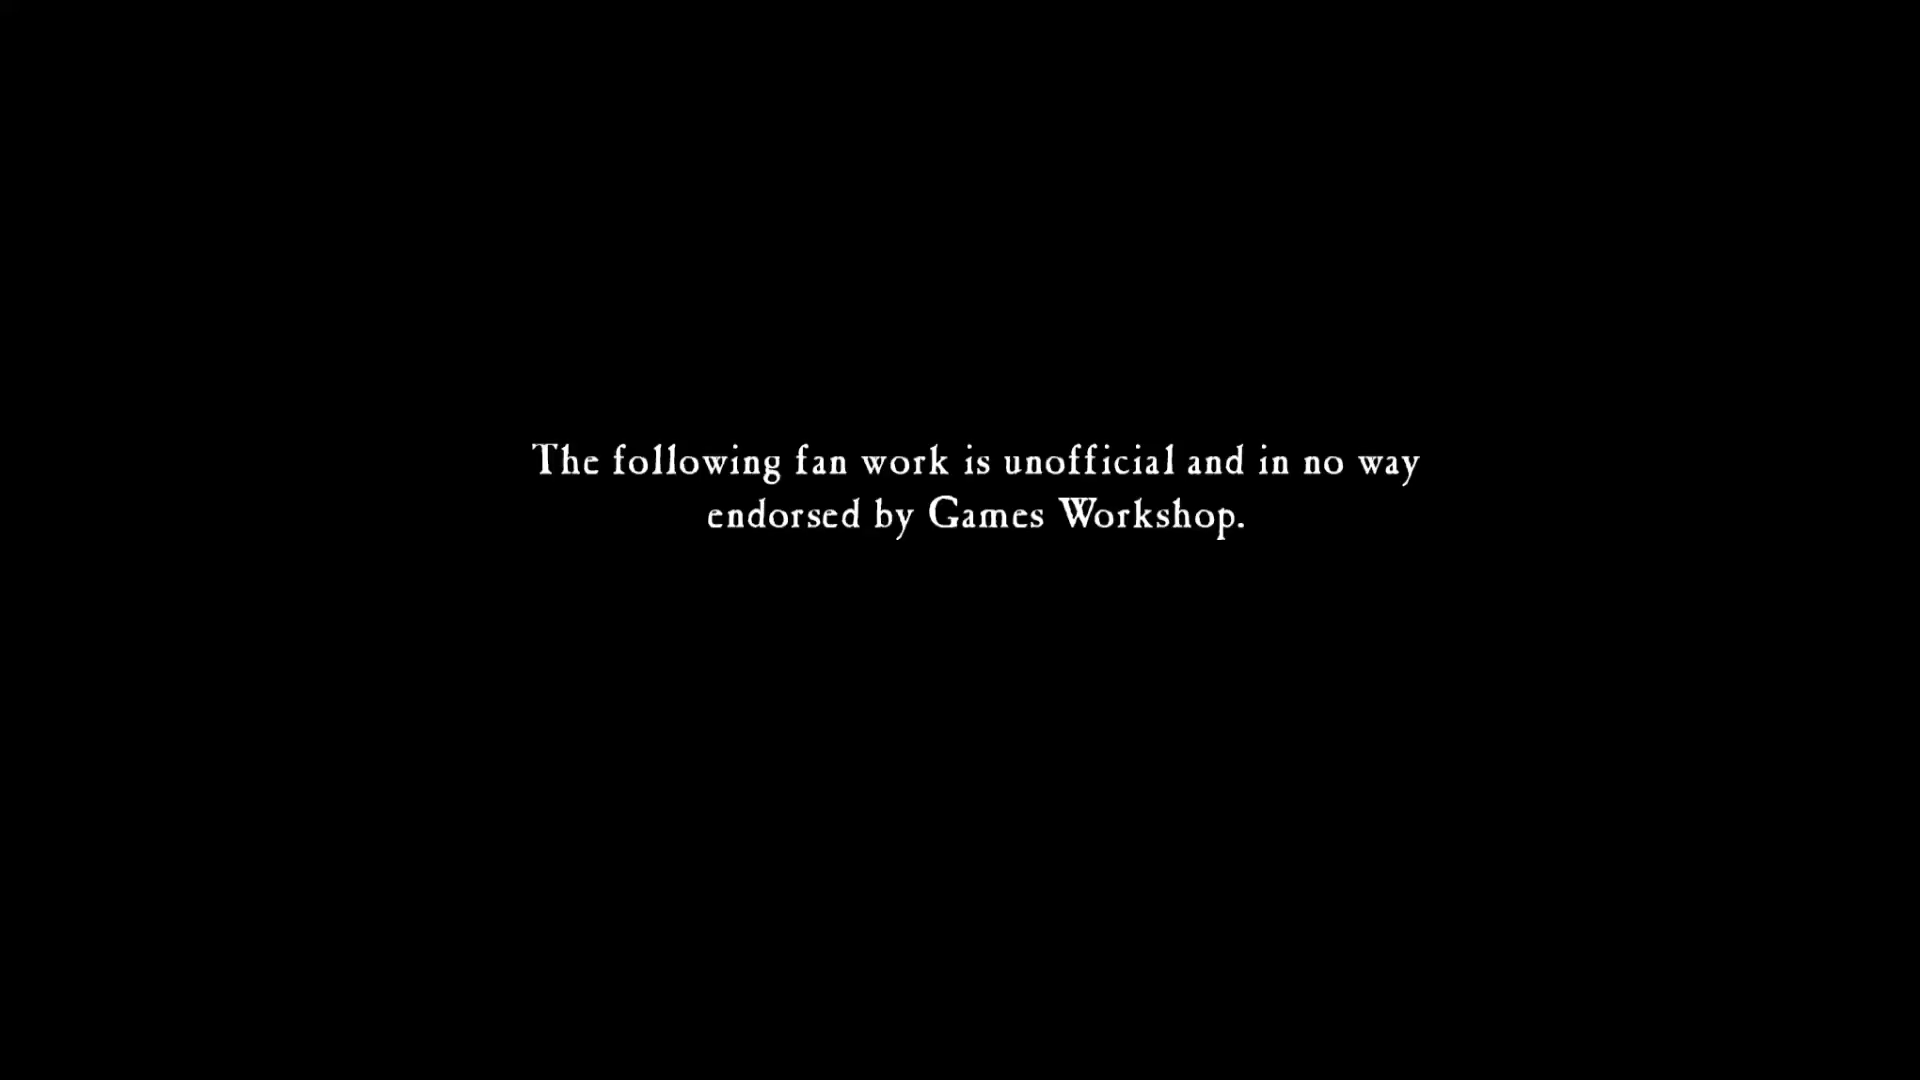 The following fan work is unofficial and in no way
endorsed by Games Workshop.